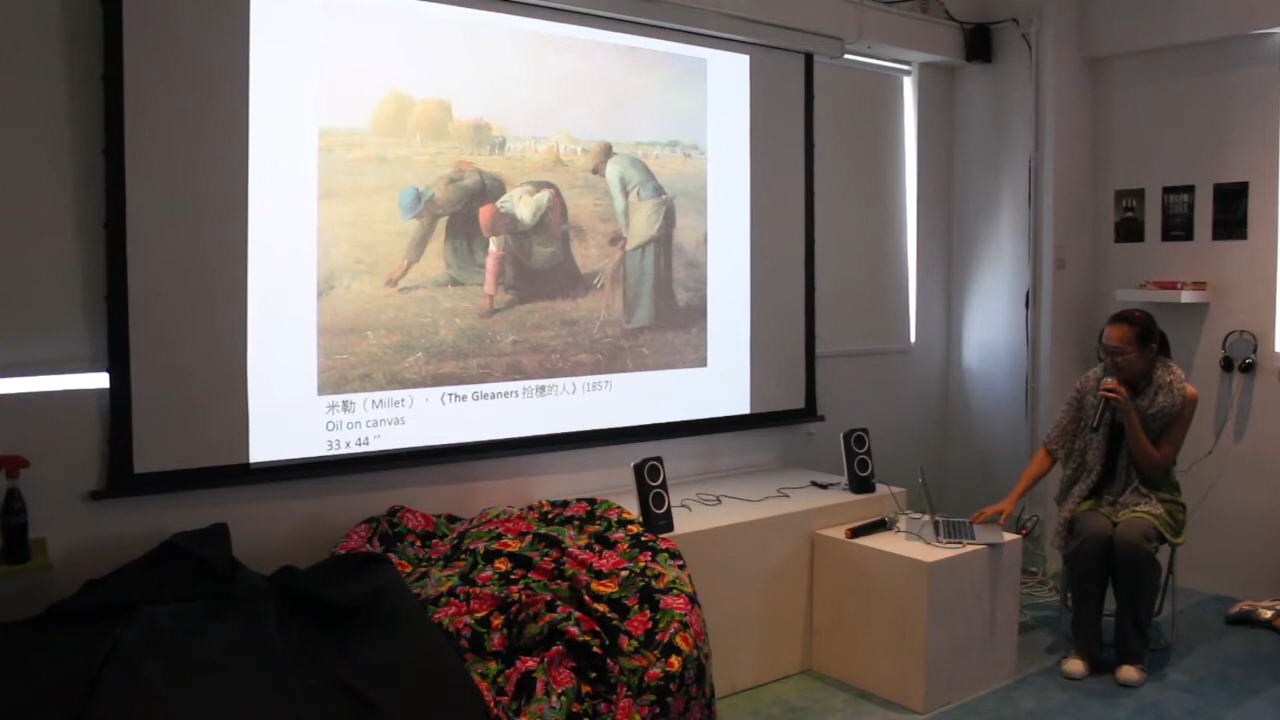 米勒（Millet），《The Gleaners 拾穗的人》(1857)
Oil on canvas
33 x 44 ”